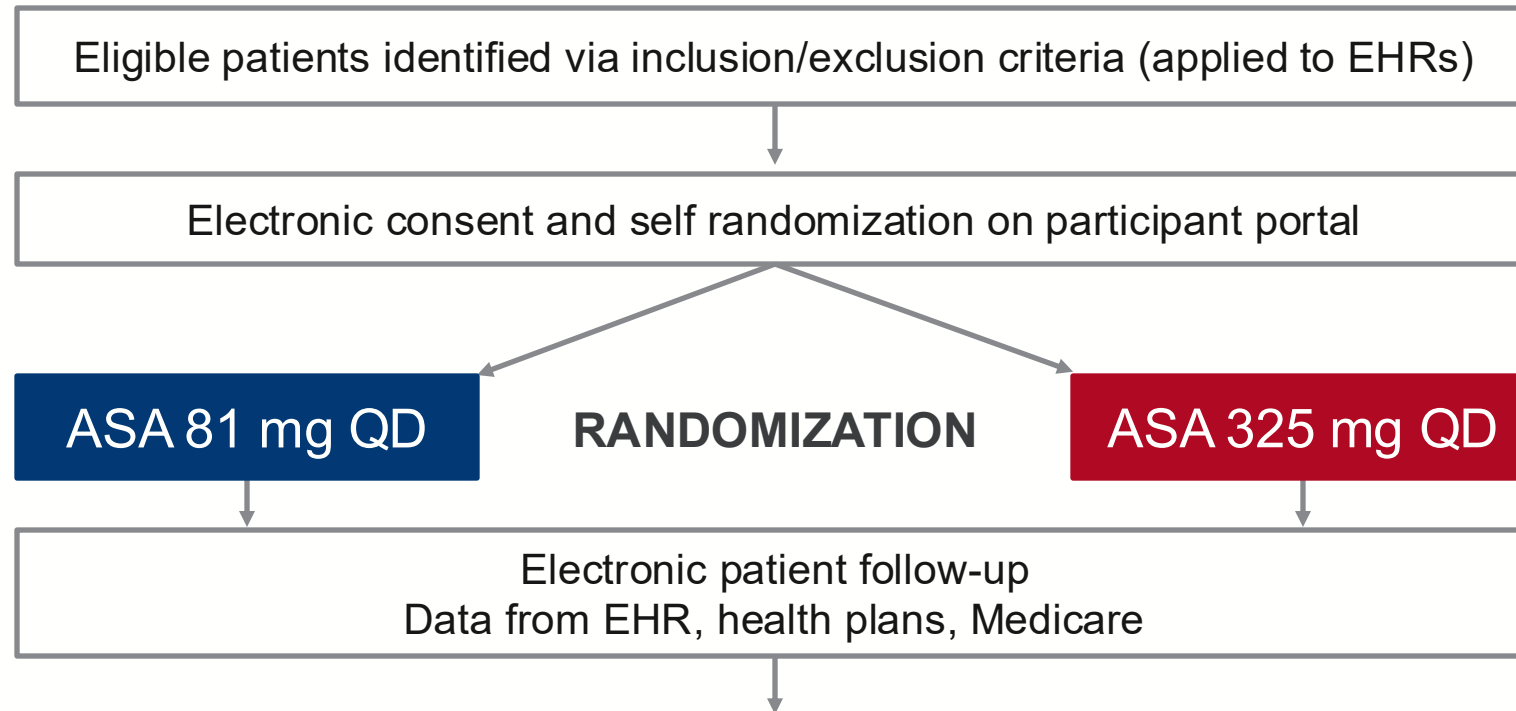 Eligible patients identified via inclusion/exclusion criteria (applied to EHRs)
Electronic consent and self randomization on participant portal
ASA 81 mg QD
RANDOMIZATION
ASA 325 mg QD
Electronic patient follow-up
Data from EHR, health plans, Medicare